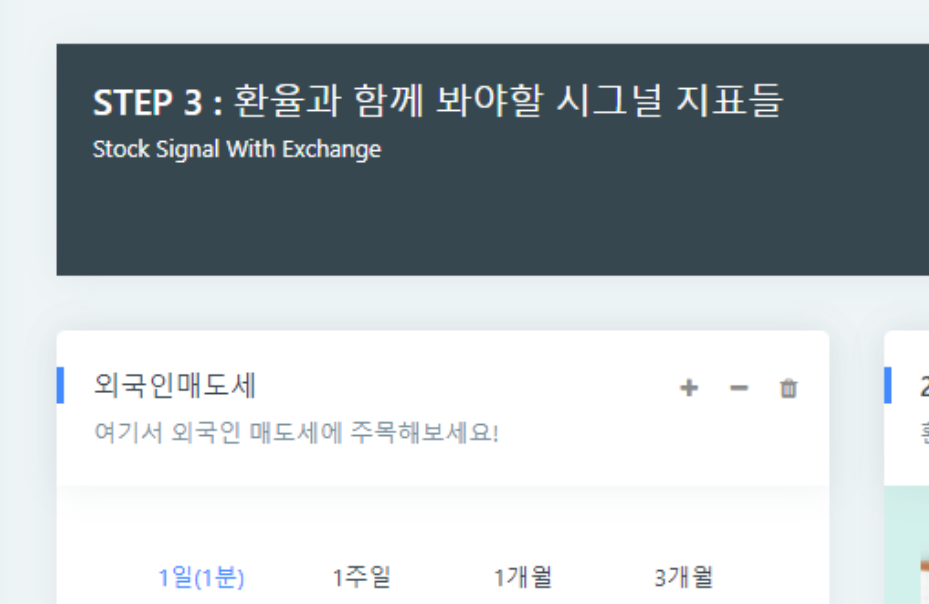 STEP 3 : 환율과 함께 봐야할 시그널 지표들
Stock Signal With Exchange
외국인매도세
여기서 외국인 매도세에 주목해보세요!
2
1일(1분) 1주일 1개월 3개월